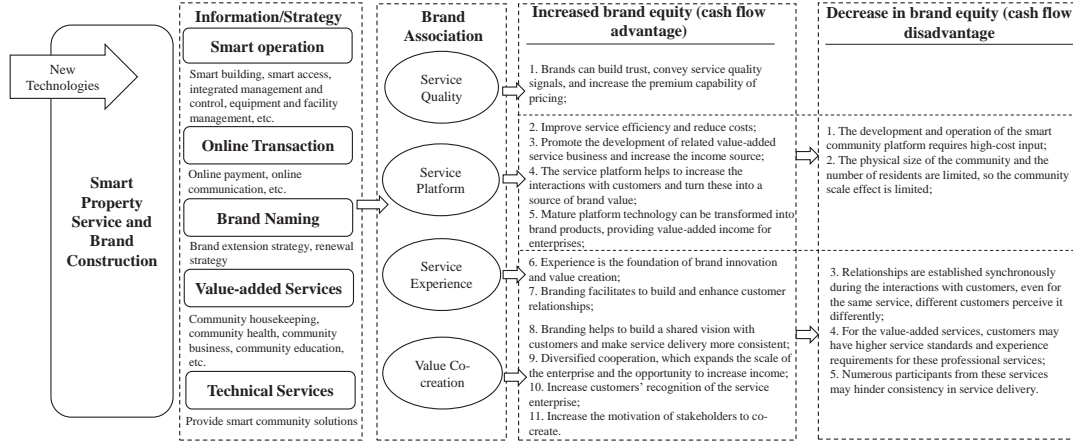 New
Technologies
Smart
Property
Service and
Brand
Construction
Information/Strategy
Smart operation
Smart building, smart access,
integrated management and
control, equipment and facility
management, etc.
Online Transaction
Online payment, online
communication, etc.
Brand Naming
Brand extension strategy, renewal
strategy
Value-added Services
Community housekeeping,
community health, community
business, community education,
etc.
Technical Services
Provide smart community solutions
Brand
Association
Service
Quality
Service
Platform
Service
Experience
Value Co-
creation
Increased brand equity (cash flow
advantage)
1. Brands can build trust, convey service quality
signals, and increase the premium capability of
pricing;
2. Improve service efficiency and reduce costs;
3. Promote the development of related value-added
service business and increase the income source;
4. The service platform helps to increase the
interactions with customers and turn these into a
source of brand value;
5. Mature platform technology can be transformed into
brand products, providing value-added income for
enterprises;
6. Experience is the foundation of brand innovation
and value creation;
7. Branding facilitates to build and enhance customer
relationships;
8. Branding helps to build a shared vision with
customers and make service delivery more consistent;
9. Diversified cooperation, which expands the scale of
the enterprise and the opportunity to increase income;
10. Increase customers' recognition of the service
enterprise;
11. Increase the motivation of stakeholders to co-
create.
Decrease in brand equity (cash flow
disadvantage
1. The development and operation of the smart
community platform requires high-cost input;
2. The physical size of the community and the
number of residents are limited, so the community
scale effect is limited;
3. Relationships are established synchronously
during the interactions with customers, even for
the same service, different customers perceive it
differently;
4. For the value-added services, customers may
have higher service standards and experience
requirements for these professional services;
5. Numerous participants from these services
may hinder consistency in service delivery.